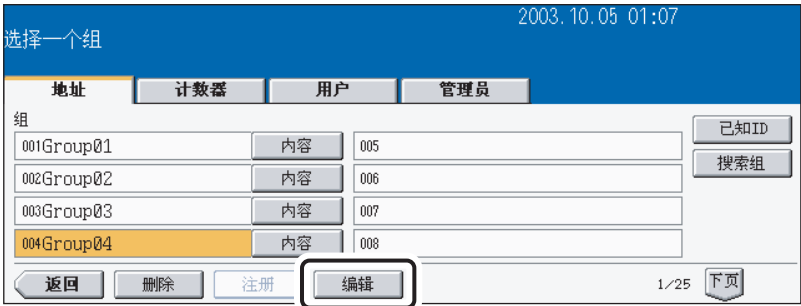 2003.10.05 01:07
选择一个组
地址 计数器 用户 管理员
组 已知ID
001Group01 内容 005
搜索组
002Group02 内容 006
003Group03 内容 007
004Group04 内容 008
返回 删除 注册 编辑 1/25 下页